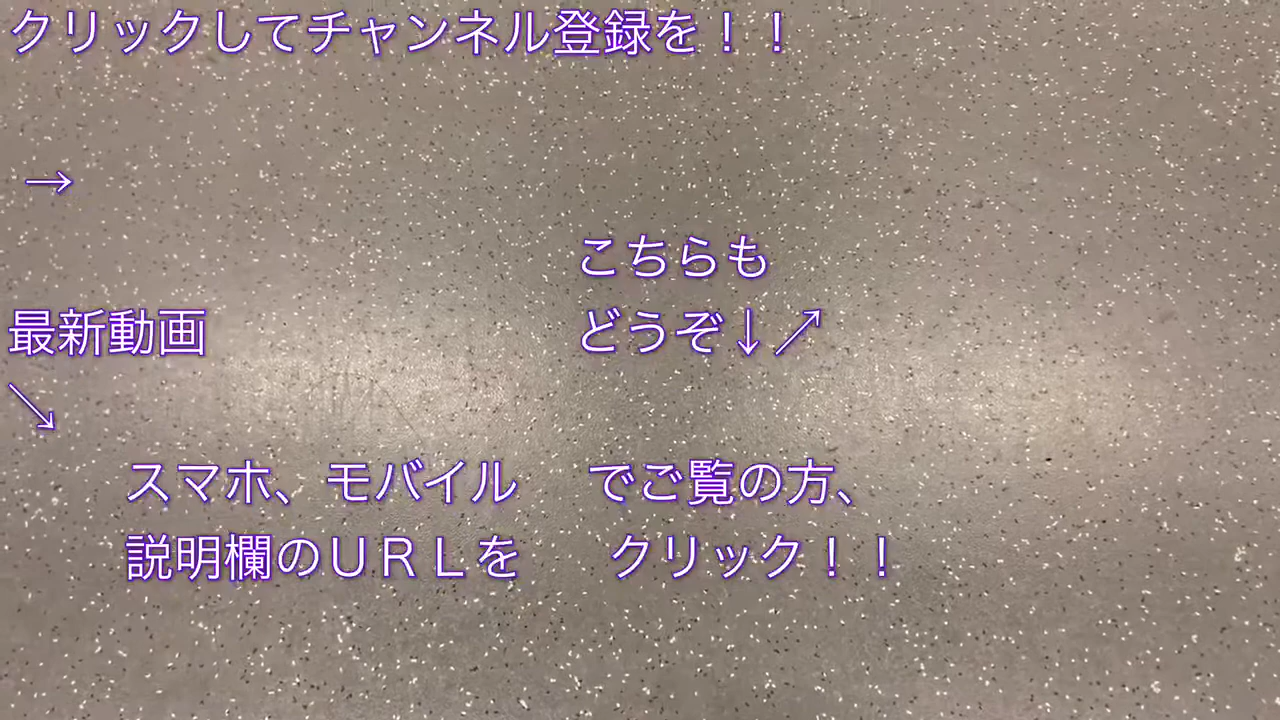 クリックしてチャンネル登録を！！
→
こちらも
どうぞ↓↗
最新動画
↘
スマホ、モバイル　でご覧の方、
説明欄のＵＲＬを　クリック！！